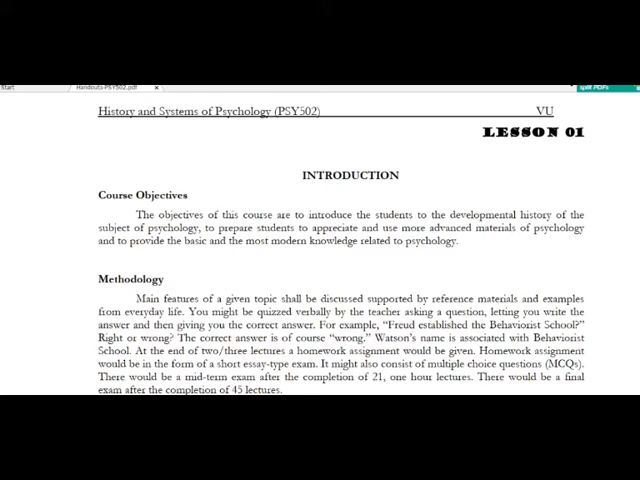 Start
Handouts-PSY502.pdf
×
split PDFs
History and Systems of Psychology (PSY502)
VU
LESSON 01
INTRODUCTION
Course Objectives
The objectives of this course are to introduce the students to the developmental history of the
subject of psychology, to prepare students to appreciate and use more advanced materials of psychology
and to provide the basic and the most modern knowledge related to psychology.
Methodology
Main features of a given topic shall be discussed supported by reference materials and examples
from everyday life. You might be quizzed verbally by the teacher asking a question, letting you write the
answer and then giving you the correct answer. For example, “Freud established the Behaviorist School?”
Right or wrong? The correct answer is of course “wrong.” Watson’s name is associated with Behaviorist
School. At the end of two/three lectures a homework assignment would be given. Homework assignment
would be in the form of a short essay-type exam. It might also consist of multiple choice questions (MCQs).
There would be a mid-term exam after the completion of 21, one hour lectures. There would be a final
exam after the completion of 45 lectures.